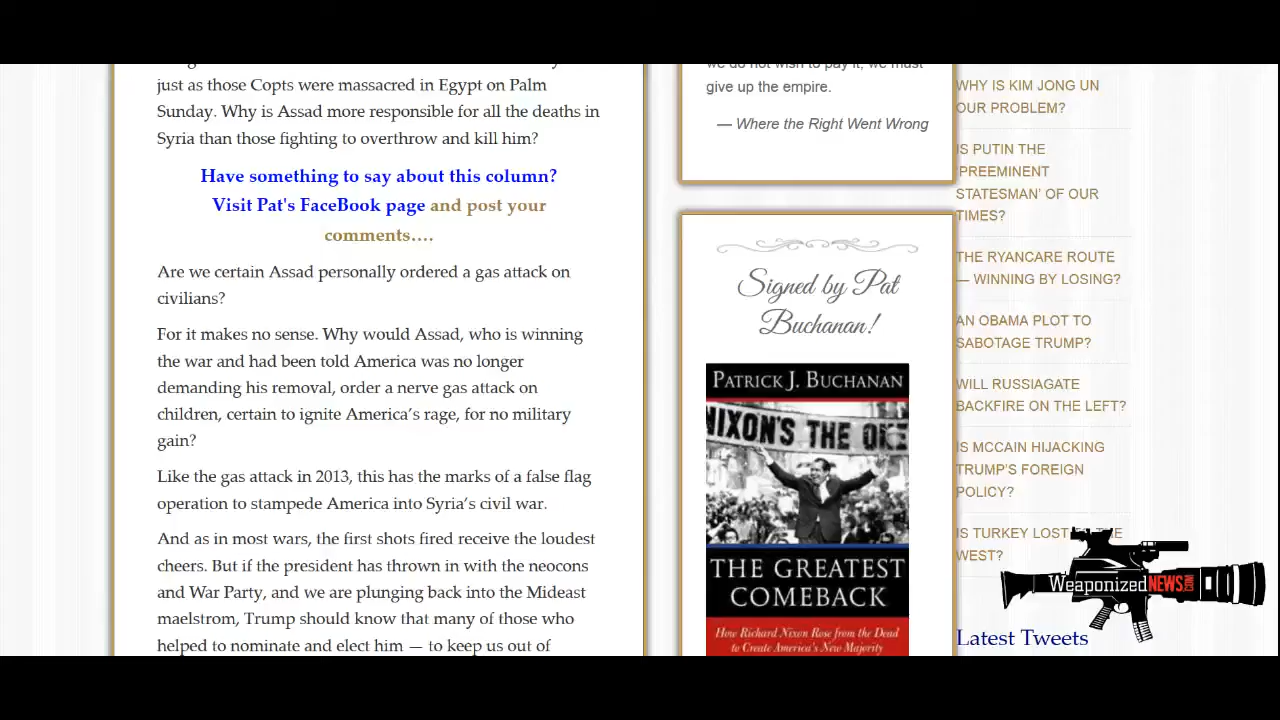 just as those Copts were massacred in Egypt on Palm
Sunday. Why is Assad more responsible for all the deaths in
Syria than those fighting to overthrow and kill him?
Have something to say about this column?
Visit Pat's FaceBook page and post your
comments….
Are we certain Assad personally ordered a gas attack on
civilians?
For it makes no sense. Why would Assad, who is winning
the war and had been told America was no longer
demanding his removal, order a nerve gas attack on
children, certain to ignite America’s rage, for no military
gain?
Like the gas attack in 2013, this has the marks of a false flag
operation to stampede America into Syria’s civil war.
And as in most wars, the first shots fired receive the loudest
cheers. But if the president has thrown in with the neocons
and War Party, and we are plunging back into the Mideast
maelstrom, Trump should know that many of those who
helped to nominate and elect him — to keep us out of
we do not wish to pay it, we must
give up the empire.
— Where the Right Went Wrong
Signed by Pat
Buchanan!
PATRICK J. BUCHANAN
NIXON'S THE ONE
THE GREATEST
COMEBACK
How Richard Nixon Rose from the Dead
to Create America's New Majority
WHY IS KIM JONG UN
OUR PROBLEM?
IS PUTIN THE
‘PREEMINENT
STATESMAN’ OF OUR
TIMES?
THE RYANCARE ROUTE
— WINNING BY LOSING?
AN OBAMA PLOT TO
SABOTAGE TRUMP?
WILL RUSSIAGATE
BACKFIRE ON THE LEFT?
IS MCCAIN HIJACKING
TRUMP’S FOREIGN
POLICY?
IS TURKEY LOST
WEST?
WEAPONIZEDNEWS.COM
Latest Tweets